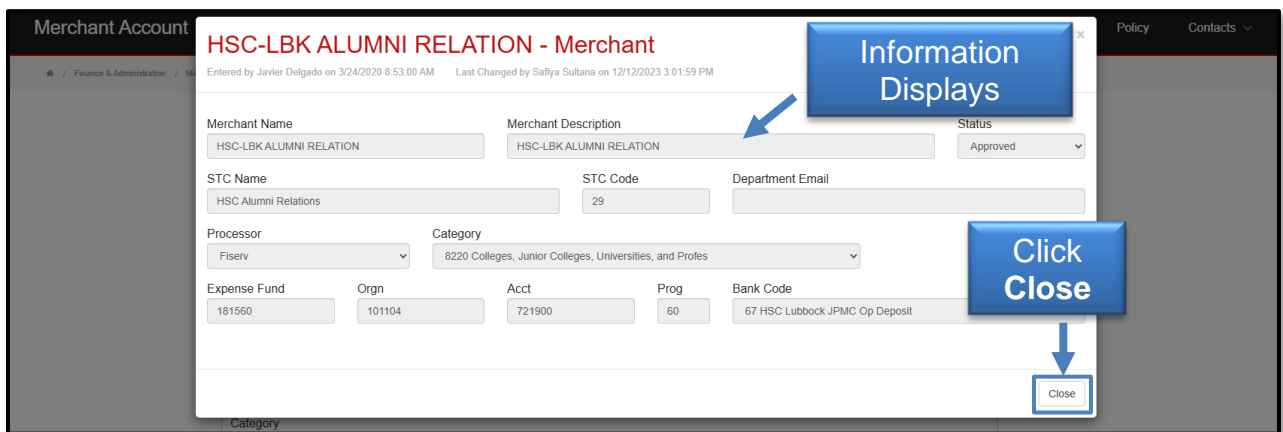 Merchant Account
Policy
Contacts
HSC-LBK ALUMNI RELATION - Merchant
×
Information
Displays
/ Finance & Administration / Me
Entered by Javier Delgado on 3/24/2020 8:53:00 AM Last Changed by Safiya Sultana on 12/12/2023 3:01:59 PM
Merchant Name Merchant Description Status
HSC-LBK ALUMNI RELATION HSC-LBK ALUMNI RELATION Approved
STC Name STC Code Department Email
HSC Alumni Relations 29
Processor Category
Fiserv 8220 Colleges, Junior Colleges, Universities, and Profes
Click
Close
Expense Fund Orgn Acct Prog Bank Code
181560 101104 721900 60 67 HSC Lubbock JPMC Op Deposit
Close
Category